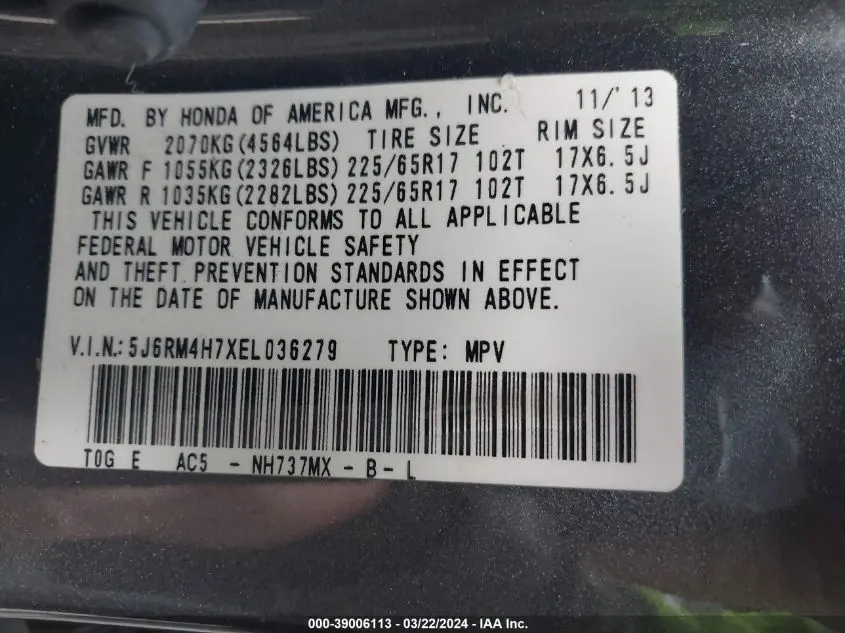 MFD. BY HONDA OF AMERICA MFG., INC. 11/'13
GVWR 2070KG(4564LBS) TIRE SIZE RIM SIZE
GAWR F 1055KG(2326LBS) 225/65R17 102T 17X6.5J
GAWR R 1035KG(2282LBS) 225/65R17 102T 17X6.5J
THIS VEHICLE CONFORMS TO ALL APPLICABLE
FEDERAL MOTOR VEHICLE SAFETY
AND THEFT PREVENTION STANDARDS IN EFFECT
ON THE DATE OF MANUFACTURE SHOWN ABOVE.
V.I.N.: 5J6RM4H7XEL036279 TYPE: MPV
T0G E AC5 - NH737MX - B - L
000-39006113 - 03/22/2024 - IAA Inc.